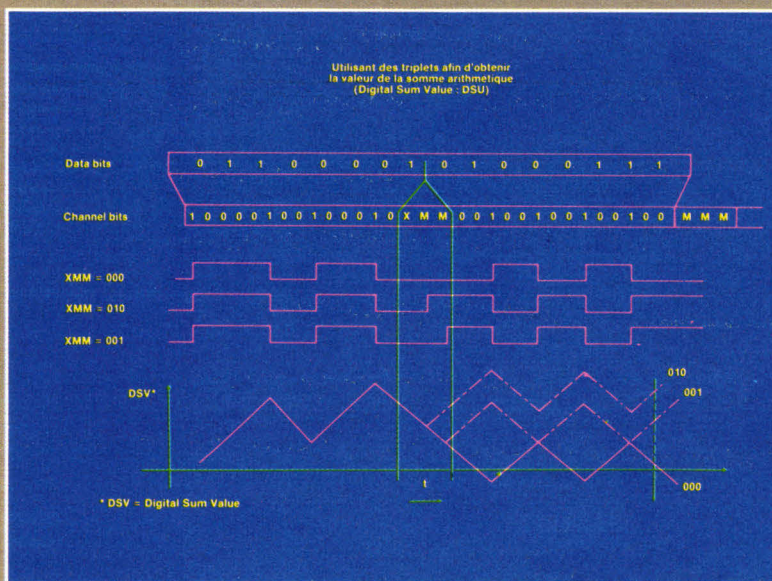 Utilisant des triplets afin d'obtenir
la valeur de la somme arithmetique
(Digital Sum Value : DSU)
Data bits 0 1 1 0 0 0 0 1 0 1 0 0 0 1 1 1
Channel bits 1 0 0 0 0 1 0 0 1 0 0 0 1 0 X M M 0 0 1 0 0 1 0 0 1 0 0 1 0 0 M M M
XMM = 000
XMM = 010
XMM = 001
DSV*
010
001
t
000
* DSV = Digital Sum Value